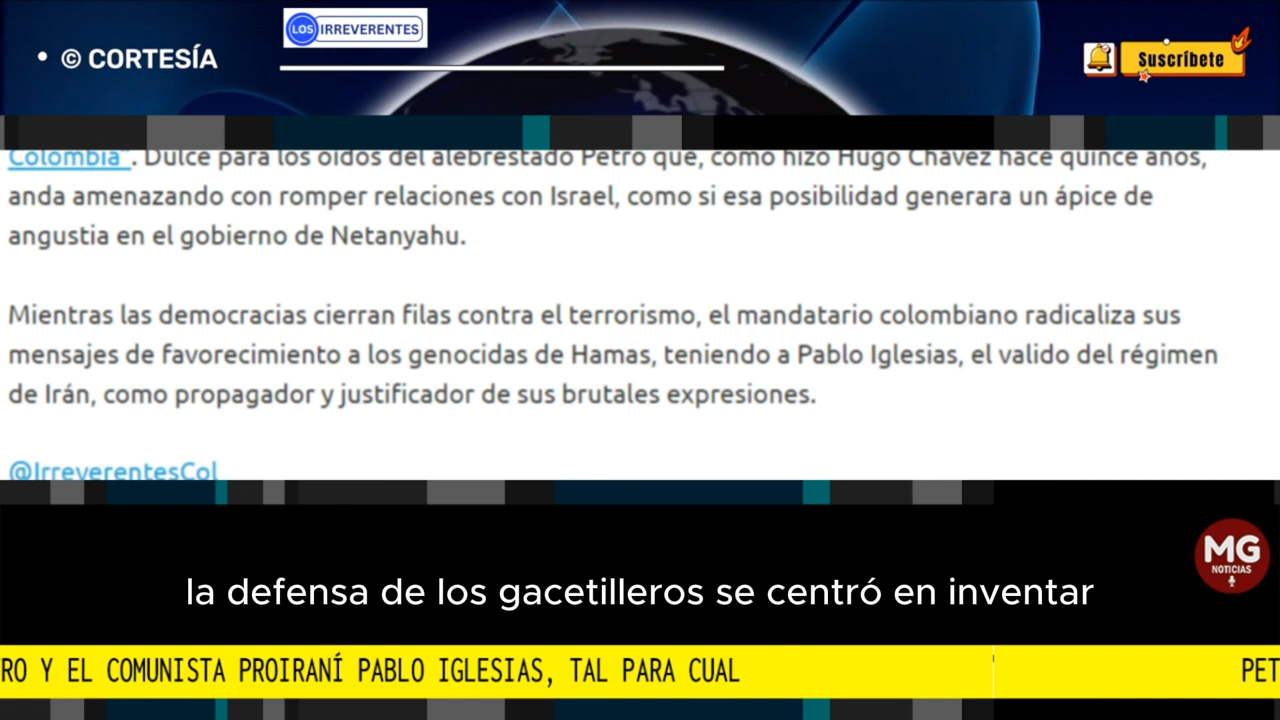 • © CORTESÍA
LOS IRREVERENTES
Suscríbete
Colombia". Dulce para los oídos del alebrestado Petro que, como hizo Hugo Chávez hace quince años,
anda amenazando con romper relaciones con Israel, como si esa posibilidad generara un ápice de
angustia en el gobierno de Netanyahu.
Mientras las democracias cierran filas contra el terrorismo, el mandatario colombiano radicaliza sus
mensajes de favorecimiento a los genocidas de Hamas, teniendo a Pablo Iglesias, el valido del régimen
de Irán, como propagador y justificador de sus brutales expresiones.
@IrreverentesCol
MG
NOTICIAS
la defensa de los gacetilleros se centró en inventar
RO Y EL COMUNISTA PROIRANÍ PABLO IGLESIAS, TAL PARA CUAL
PET